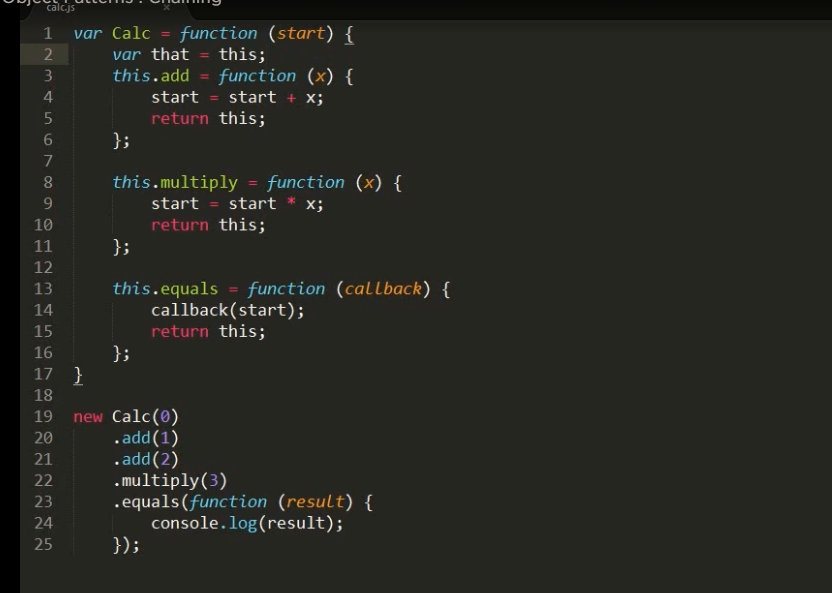 Object Patterns : Chaining
calc.js ×
1 var Calc = function (start) {
2     var that = this;
3     this.add = function (x) {
4         start = start + x;
5         return this;
6     };
7
8     this.multiply = function (x) {
9         start = start * x;
10         return this;
11     };
12
13     this.equals = function (callback) {
14         callback(start);
15         return this;
16     };
17 }
18
19 new Calc(0)
20     .add(1)
21     .add(2)
22     .multiply(3)
23     .equals(function (result) {
24         console.log(result);
25     });